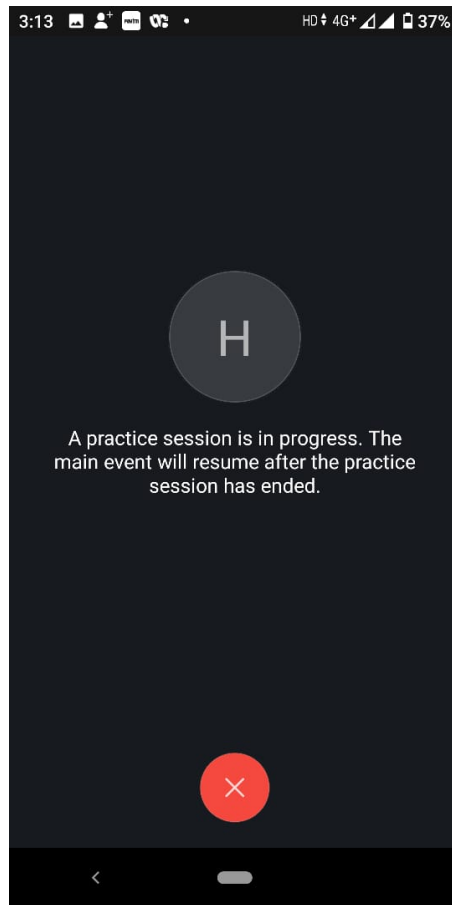 3:13 HD 4G+ 37%
H
A practice session is in progress. The
main event will resume after the practice
session has ended.